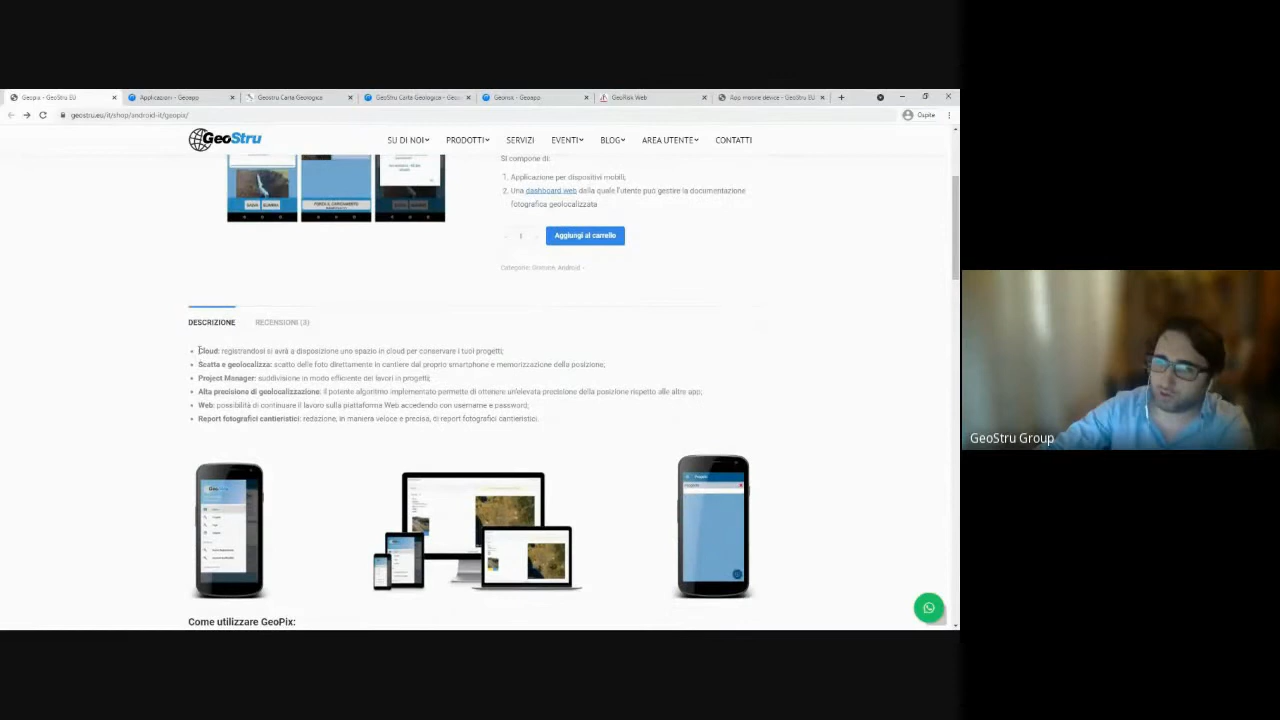 Geopix - GeoStru EU
Applicazioni - Geoapp
Geostru Carta Geologica
GeoStru Carta Geologica - Geo
Georisk - Geoapp
GeoRisk Web
App mobile device - GeoStru EU
geostru.eu/it/shop/android-it/geopix/
Ospite
GeoStru
SU DI NOI
PRODOTTI
SERVIZI
EVENTI
BLOG
AREA UTENTE
CONTATTI
Si compone di:
1. Applicazione per dispositivi mobili;
2. Una dashboard web dalla quale l'utente può gestire la documentazione
fotografica geolocalizzata
1
Aggiungi al carrello
Categorie: Gratuite, Android -
DESCRIZIONE
RECENSIONI (3)
• Cloud: registrandosi si avrà a disposizione uno spazio in cloud per conservare i tuoi progetti;
• Scatta e geolocalizza: scatto delle foto direttamente in cantiere dal proprio smartphone e memorizzazione della posizione;
• Project Manager: suddivisione in modo efficiente dei lavori in progetti;
• Alta precisione di geolocalizzazione: il potente algoritmo implementato permette di ottenere un'elevata precisione della posizione rispetto alle altre app;
• Web: possibilità di continuare il lavoro sulla piattaforma Web accedendo con username e password;
• Report fotografici cantieristici: redazione, in maniera veloce e precisa, di report fotografici cantieristici.
Come utilizzare GeoPix:
GeoStru Group